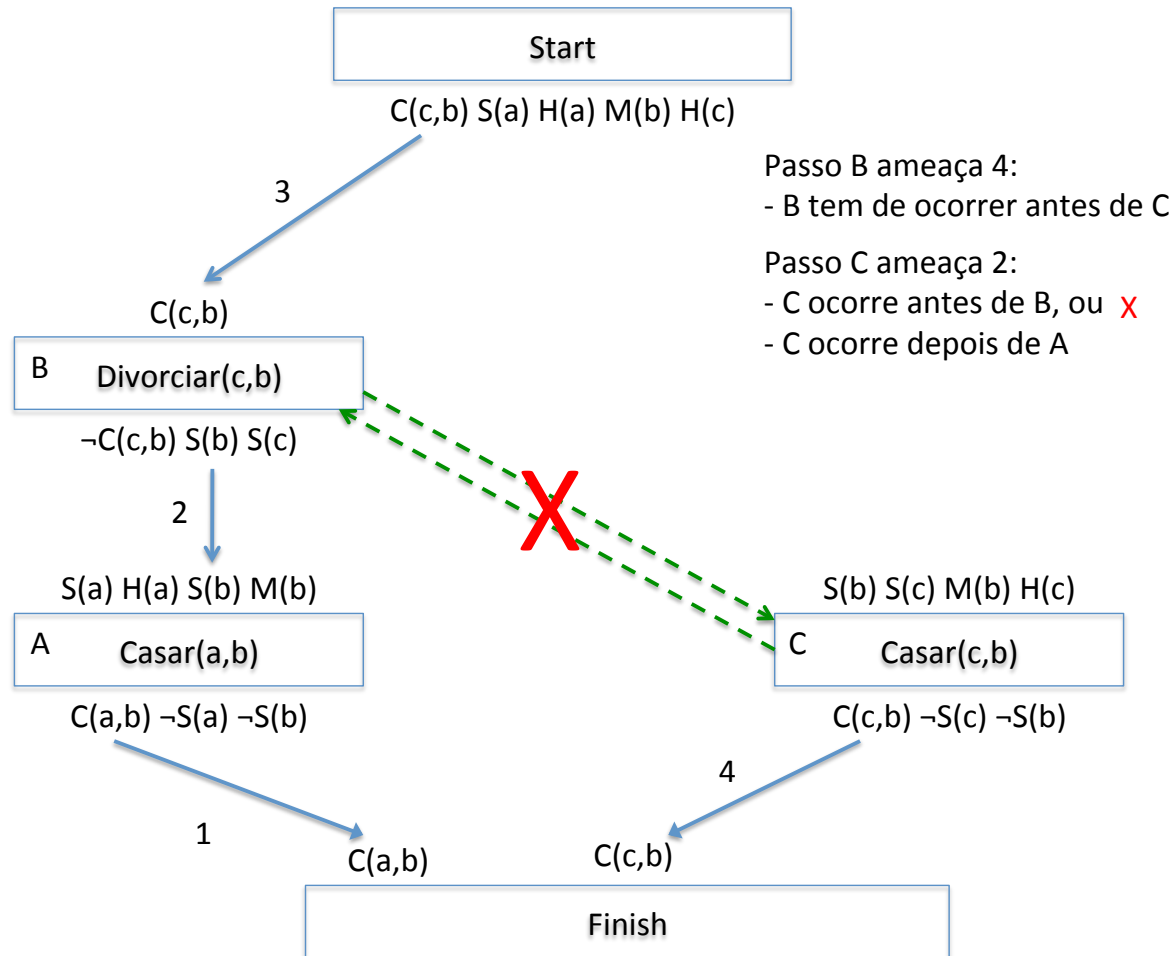 Start
C(c,b) S(a) H(a) M(b) H(c)
3
Passo B ameaça 4:
- B tem de ocorrer antes de C
Passo C ameaça 2:
- C ocorre antes de B, ou X
- C ocorre depois de A
C(c,b)
B Divorciar(c,b)
¬C(c,b) S(b) S(c)
X
2
S(a) H(a) S(b) M(b)
A Casar(a,b)
C(a,b) ¬S(a) ¬S(b)
S(b) S(c) M(b) H(c)
C Casar(c,b)
C(c,b) ¬S(c) ¬S(b)
1
4
C(a,b)
C(c,b)
Finish